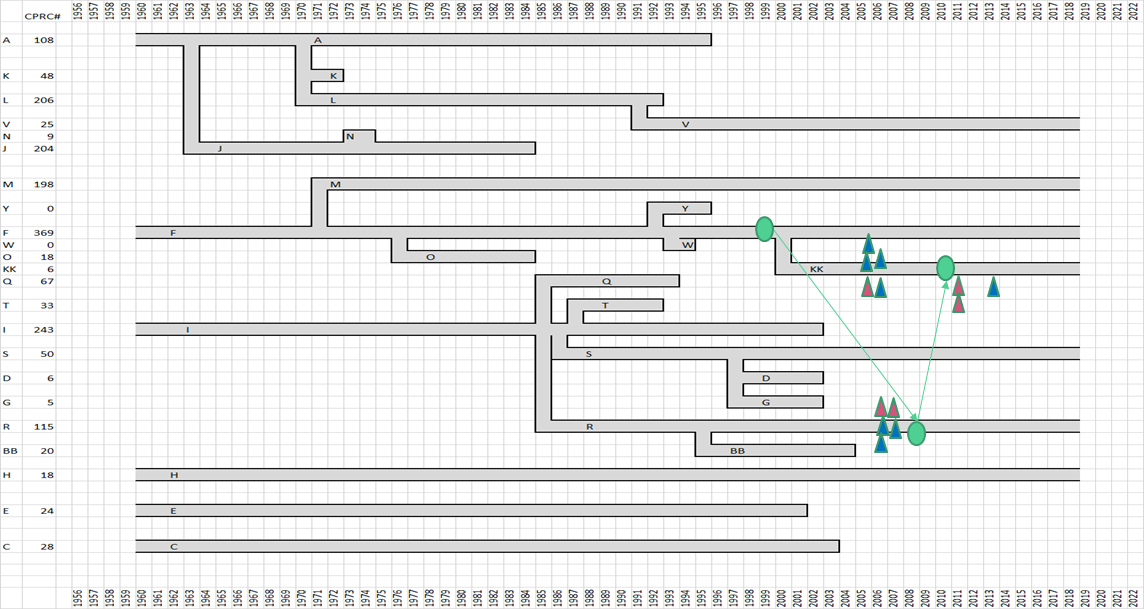 CPRC# 1956 1957 1958 1959 1960 1961 1962 1963 1964 1965 1966 1967 1968 1969 1970 1971 1972 1973 1974 1975 1976 1977 1978 1979 1980 1981 1982 1983 1984 1985 1986 1987 1988 1989 1990 1991 1992 1993 1994 1995 1996 1997 1998 1999 2000 2001 2002 2003 2004 2005 2006 2007 2008 2009 2010 2011 2012 2013 2014 2015 2016 2017 2018 2019 2020 2021 2022
A 108 A
K 48 K
L 206 L
V 25 V
N 9 N
J 204 J
M 198 M
Y 0 Y
F 369 F
W 0 W
O 18 O
KK 6 KK
Q 67 Q
T 33 T
I 243 I
S 50 S
D 6 D
G 5 G
R 115 R
BB 20 BB
H 18 H
E 24 E
C 28 C
1956 1957 1958 1959 1960 1961 1962 1963 1964 1965 1966 1967 1968 1969 1970 1971 1972 1973 1974 1975 1976 1977 1978 1979 1980 1981 1982 1983 1984 1985 1986 1987 1988 1989 1990 1991 1992 1993 1994 1995 1996 1997 1998 1999 2000 2001 2002 2003 2004 2005 2006 2007 2008 2009 2010 2011 2012 2013 2014 2015 2016 2017 2018 2019 2020 2021 2022